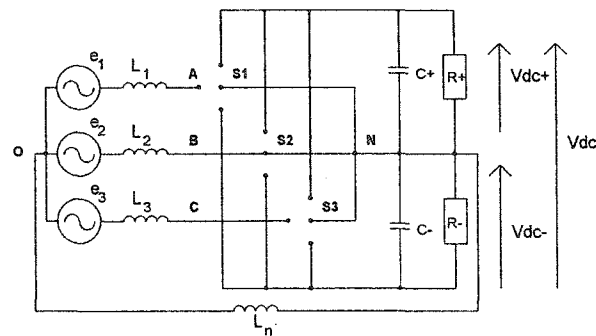 e1 L1 A S1 C+ R+ Vdc+
e2 L2 B S2 N Vdc
O
e3 L3 C S3 C- R- Vdc-
Ln